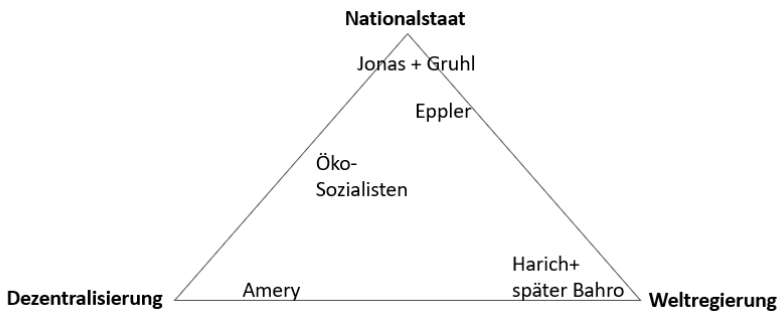 Nationalstaat
Jonas + Gruhl
Eppler
Öko-
Sozialisten
Harich+
später Bahro
Dezentralisierung
Amery
Weltregierung